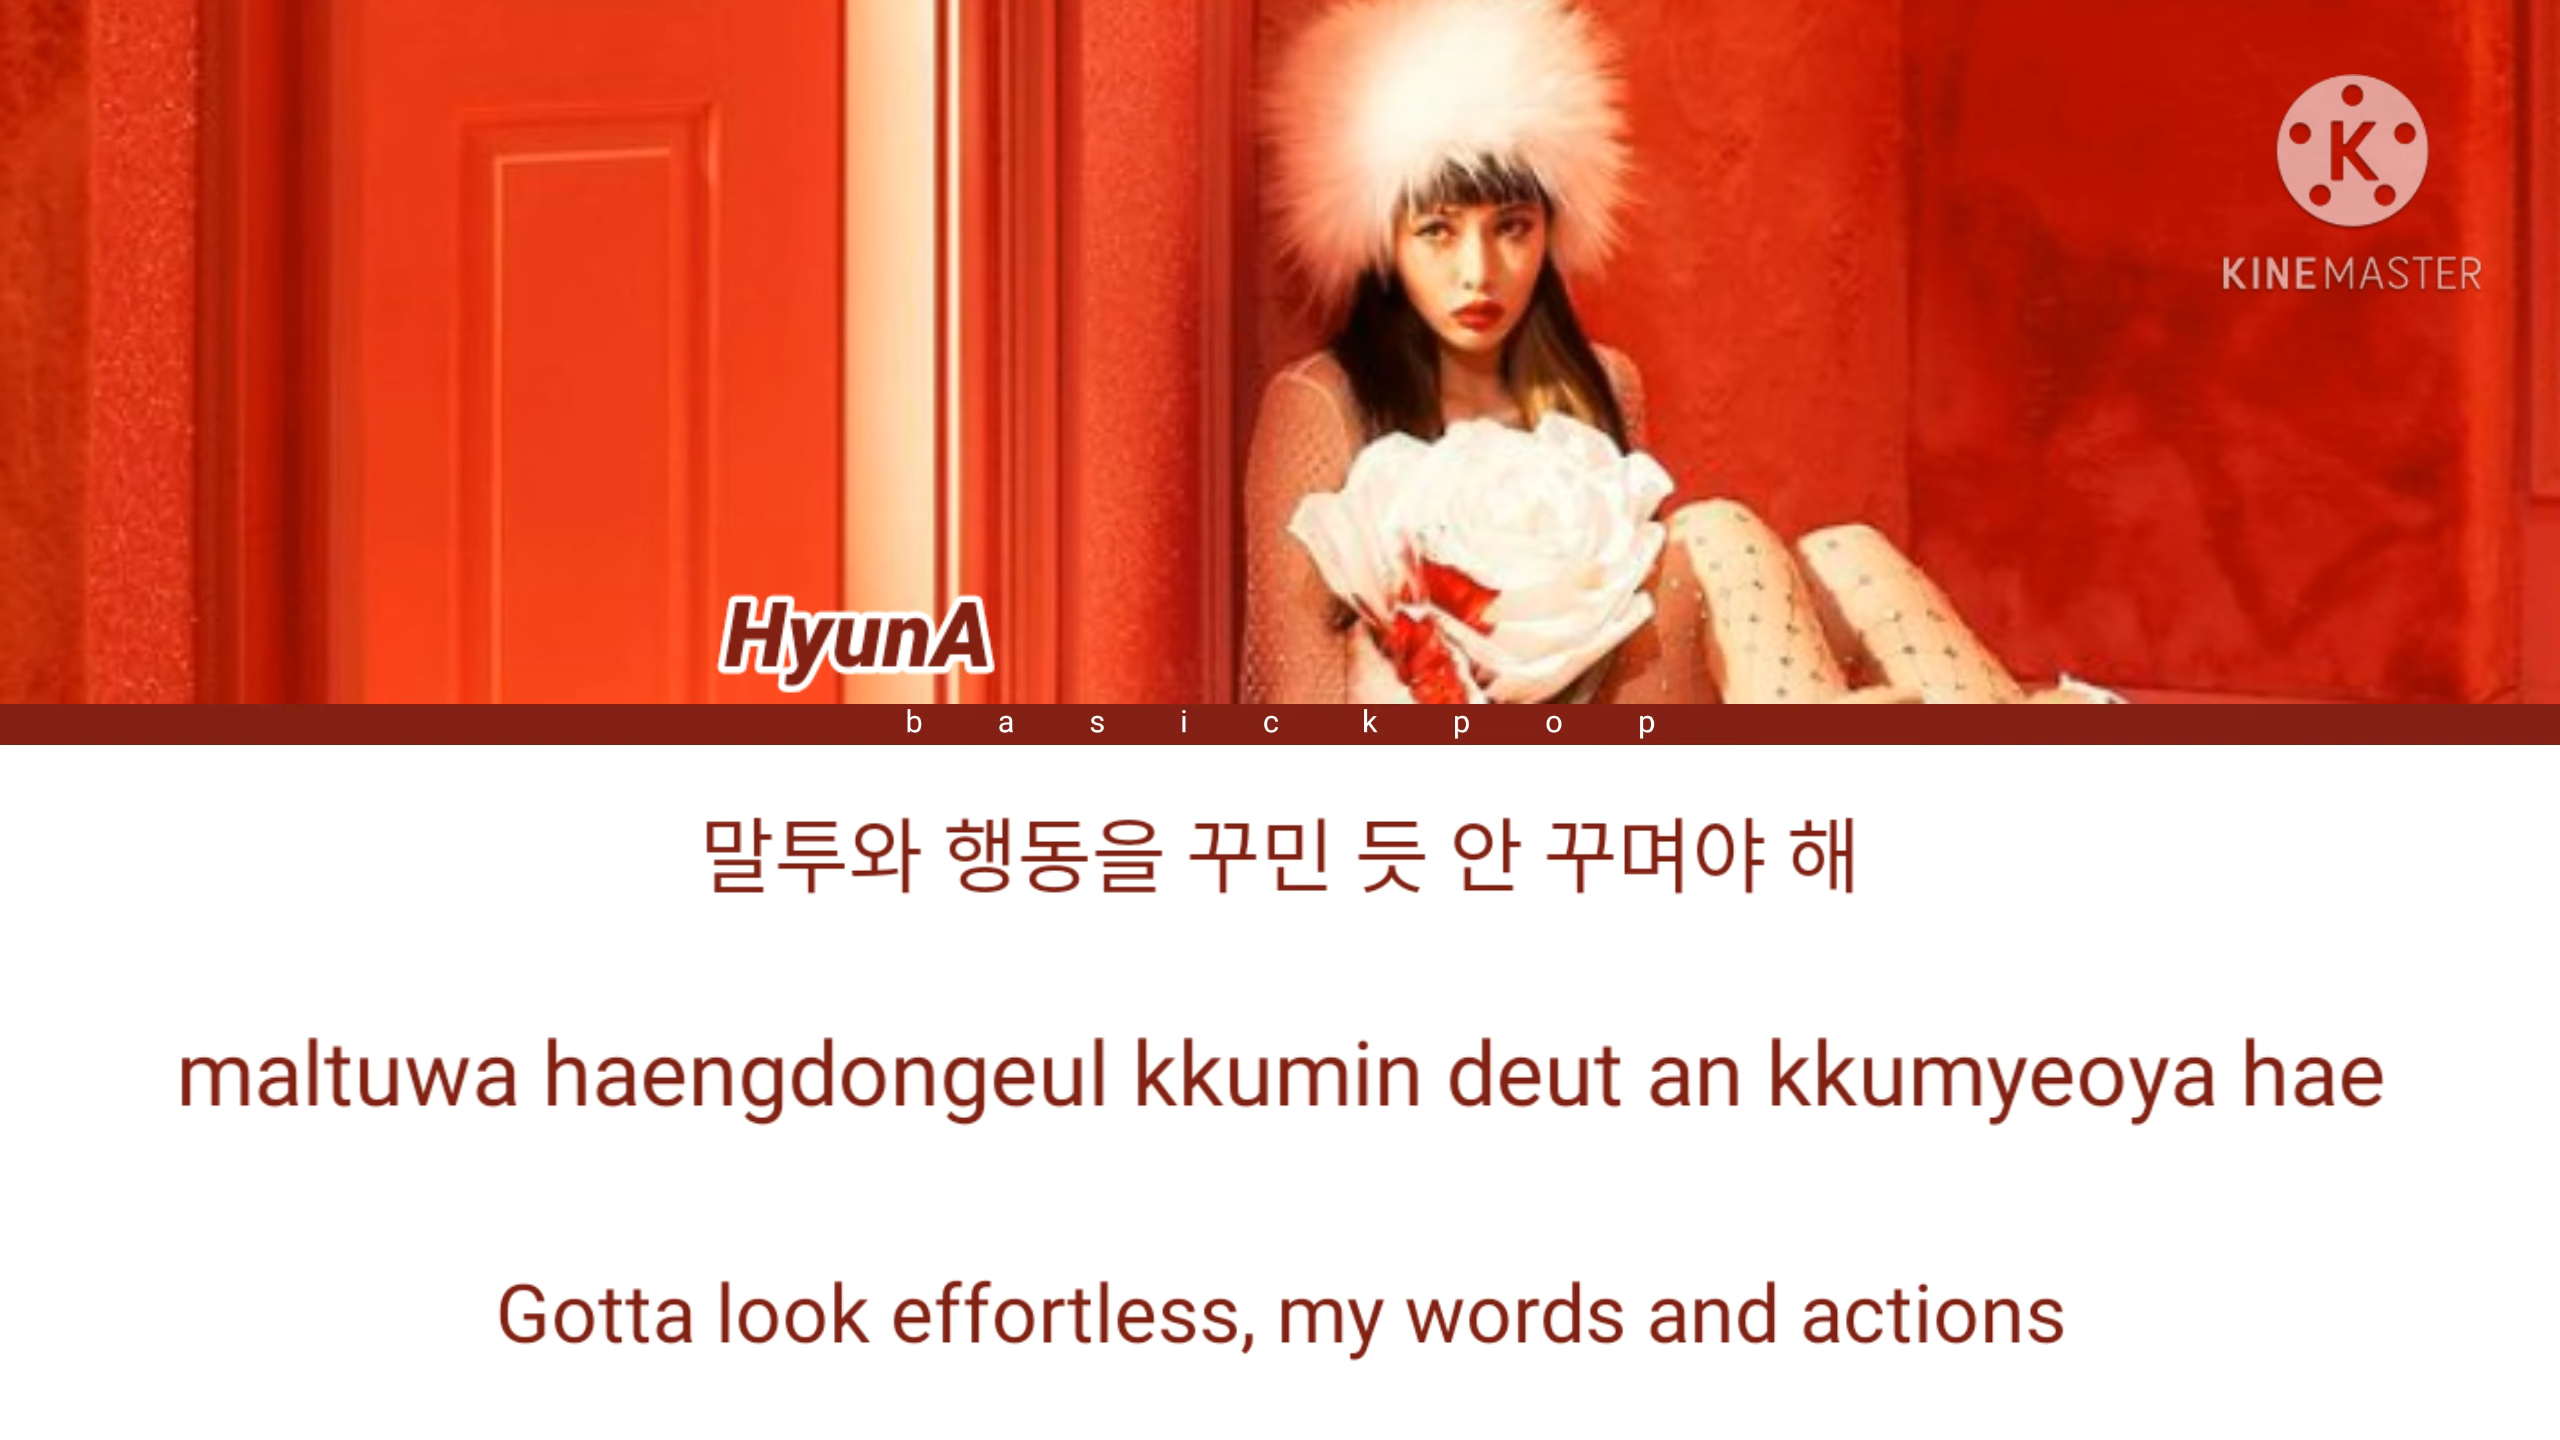 K
KINEMASTER
HyunA
b a s i c k p o p
말투와 행동을 꾸민 듯 안 꾸며야 해
maltuwa haengdongeul kkumin deut an kkumyeoya hae
Gotta look effortless, my words and actions